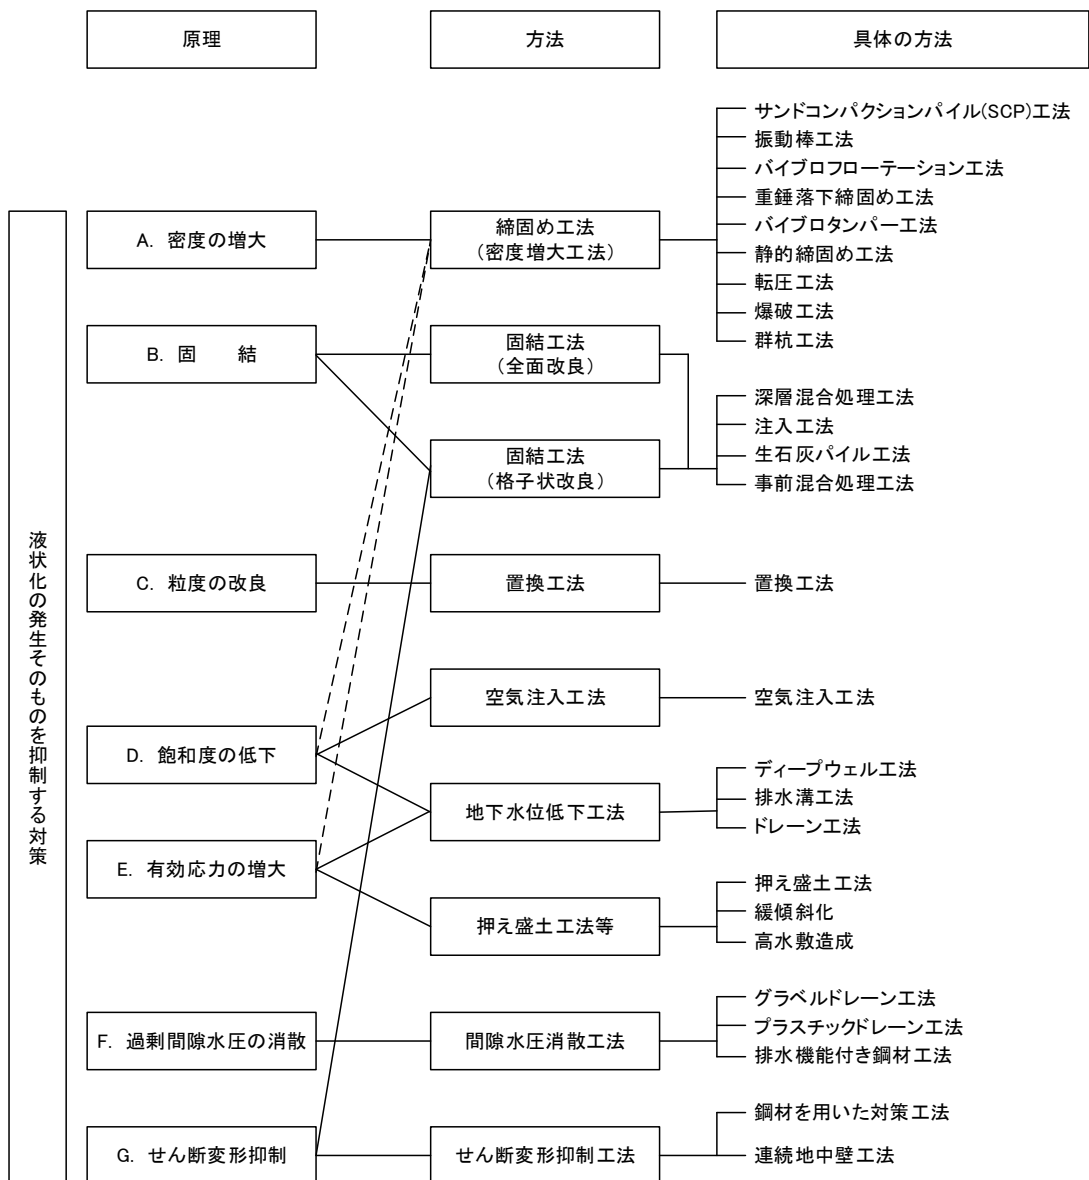 原理
方法
具体の方法
液状化の発生そのものを抑制する対策
A. 密度の増大
締固め工法
(密度増大工法)
サンドコンパクションパイル(SCP)工法
振動棒工法
バイブロフローテーション工法
重錘落下締固め工法
バイブロタンパー工法
静的締固め工法
転圧工法
爆破工法
群杭工法
B. 固　　結
固結工法
(全面改良)
固結工法
(格子状改良)
深層混合処理工法
注入工法
生石灰パイル工法
事前混合処理工法
C. 粒度の改良
置換工法
置換工法
D. 飽和度の低下
空気注入工法
空気注入工法
地下水位低下工法
ディープウェル工法
排水溝工法
ドレーン工法
E. 有効応力の増大
押え盛土工法等
押え盛土工法
緩傾斜化
高水敷造成
F. 過剰間隙水圧の消散
間隙水圧消散工法
グラベルドレーン工法
プラスチックドレーン工法
排水機能付き鋼材工法
G. せん断変形抑制
せん断変形抑制工法
鋼材を用いた対策工法
連続地中壁工法